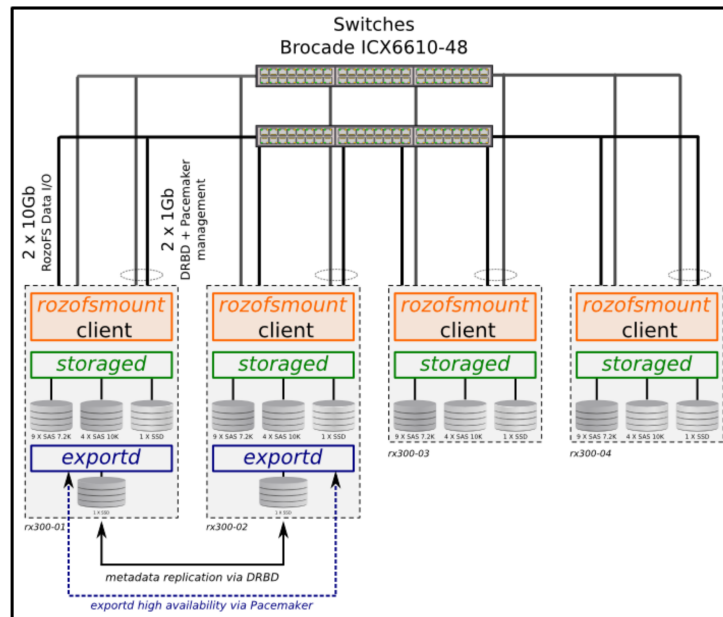 Switches
Brocade ICX6610-48
2 x 10Gb
RozoFS Data I/O
2 x 1Gb
DRBD + Pacemaker
management
rozofsmount
client
storaged
9 X SAS 7.2K
4 X SAS 10K
1 X SSD
exportd
1 X SSD
rx300-01
rozofsmount
client
storaged
9 X SAS 7.2K
4 X SAS 10K
1 X SSD
exportd
1 X SSD
rx300-02
rozofsmount
client
storaged
9 X SAS 7.2K
4 X SAS 10K
1 X SSD
rx300-03
rozofsmount
client
storaged
9 X SAS 7.2K
4 X SAS 10K
1 X SSD
rx300-04
metadata replication via DRBD
exportd high availability via Pacemaker